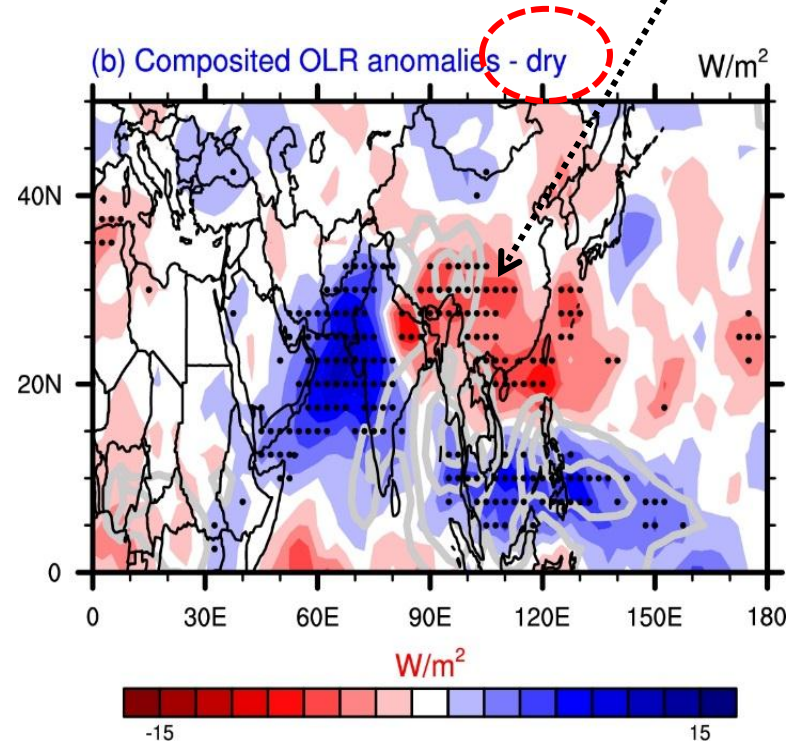 (b) Composited OLR anomalies - dry
W/m²
40N
20N
0
0 30E 60E 90E 120E 150E 180
W/m²
-15 15